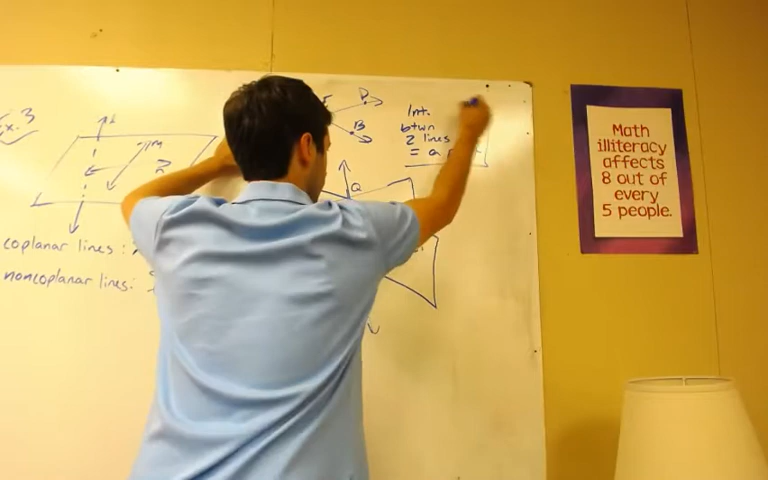 Ex. 3
l
m
coplanar lines:
noncoplanar lines:
D
B
Q
Int.
btwn
2 lines
= a
Math
illiteracy
affects
8 out of
every
5 people.